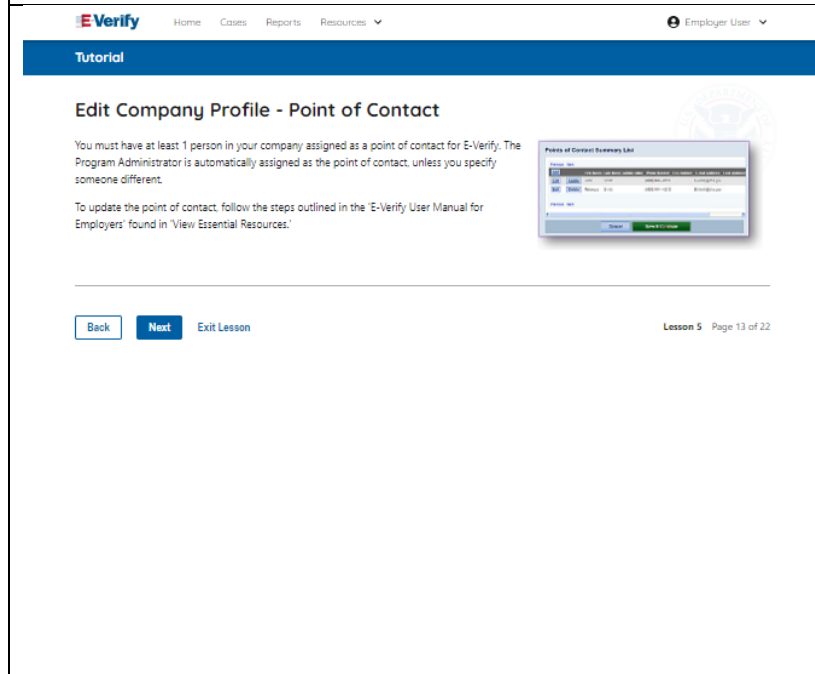 E-Verify
Home Cases Reports Resources
Employer User
Tutorial
Edit Company Profile - Point of Contact
You must have at least 1 person in your company assigned as a point of contact for E-Verify. The
Program Administrator is automatically assigned as the point of contact, unless you specify
someone different.
To update the point of contact, follow the steps outlined in the 'E-Verify User Manual for
Employers' found in 'View Essential Resources.'
Points of Contact Summary List
Cancel Save & Continue
Back Next Exit Lesson
Lesson 5 Page 13 of 22